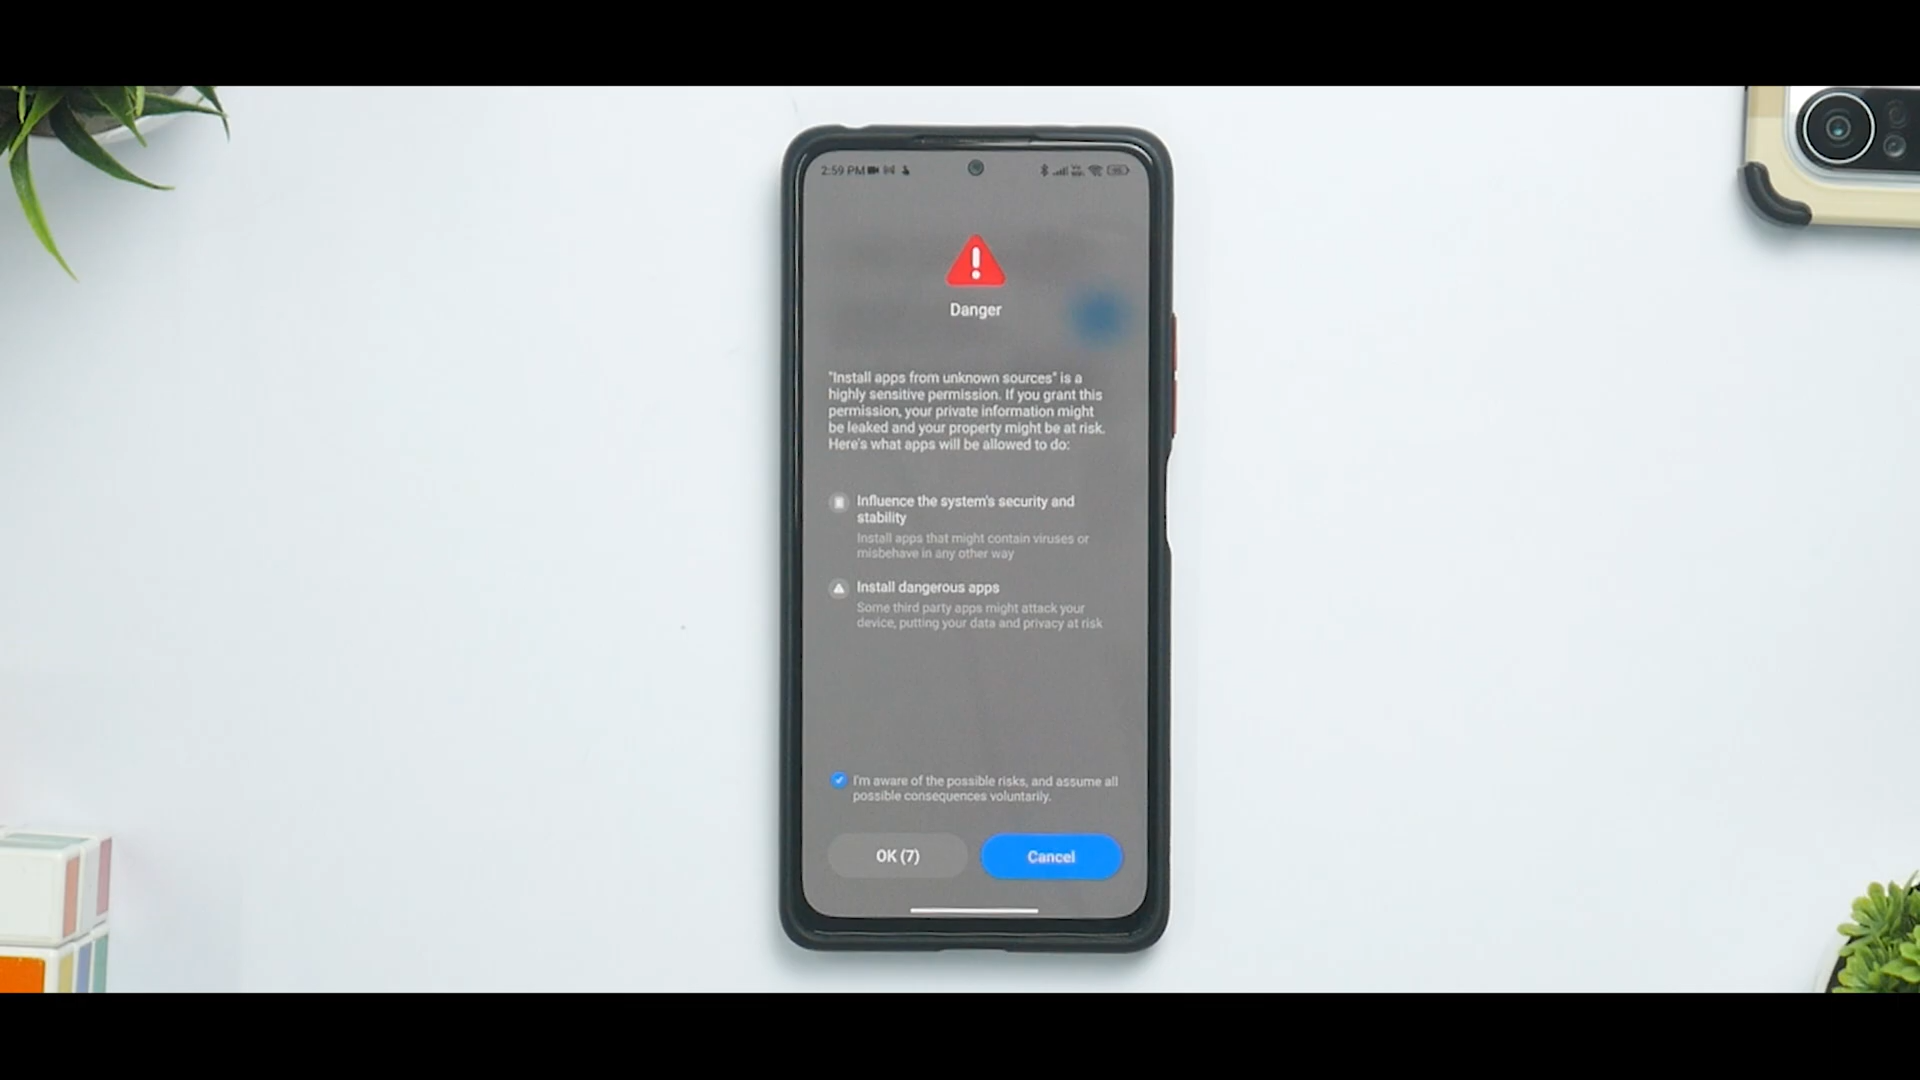 2:59 PM
Danger
"Install apps from unknown sources" is a
highly sensitive permission. If you grant this
permission, your private information might
be leaked and your property might be at risk.
Here's what apps will be allowed to do:
Influence the system's security and
stability
Install apps that might contain viruses or
misbehave in any other way
Install dangerous apps
Some third party apps might attack your
device, putting your data and privacy at risk
I'm aware of the possible risks, and assume all
possible consequences voluntarily.
OK (7)
Cancel